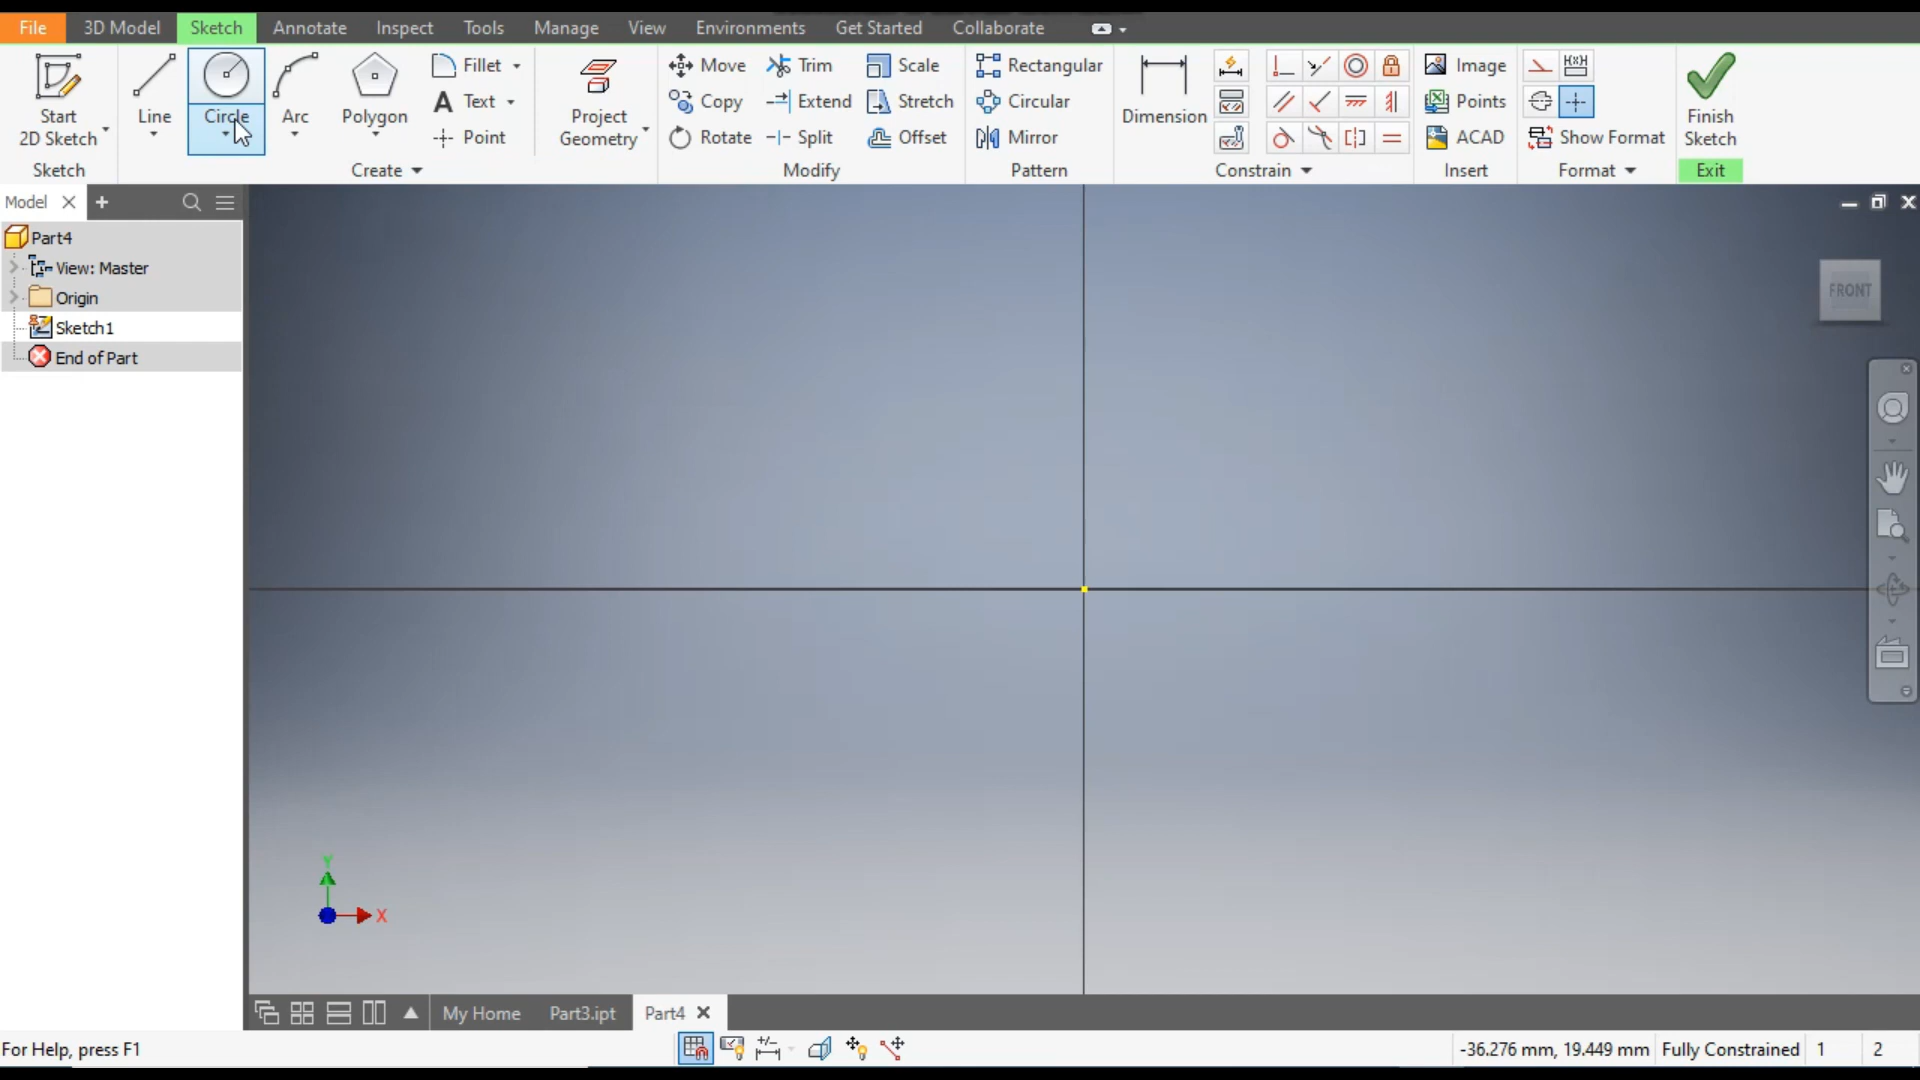 File 3D Model Sketch Annotate Inspect Tools Manage View Environments Get Started Collaborate
Start
2D Sketch
Line
Circle
Arc
Polygon
Fillet
Text
Point
Project
Geometry
Move
Copy
Rotate
Trim
Extend
Split
Scale
Stretch
Offset
Rectangular
Circular
Mirror
Dimension
Image
Points
ACAD
Show Format
Finish
Sketch
Sketch Create Modify Pattern Constrain Insert Format Exit
Model
Part4
View: Master
Origin
Sketch1
End of Part
FRONT
Y
X
My Home Part3.ipt Part4
For Help, press F1
-36.276 mm, 19.449 mm Fully Constrained 1 2